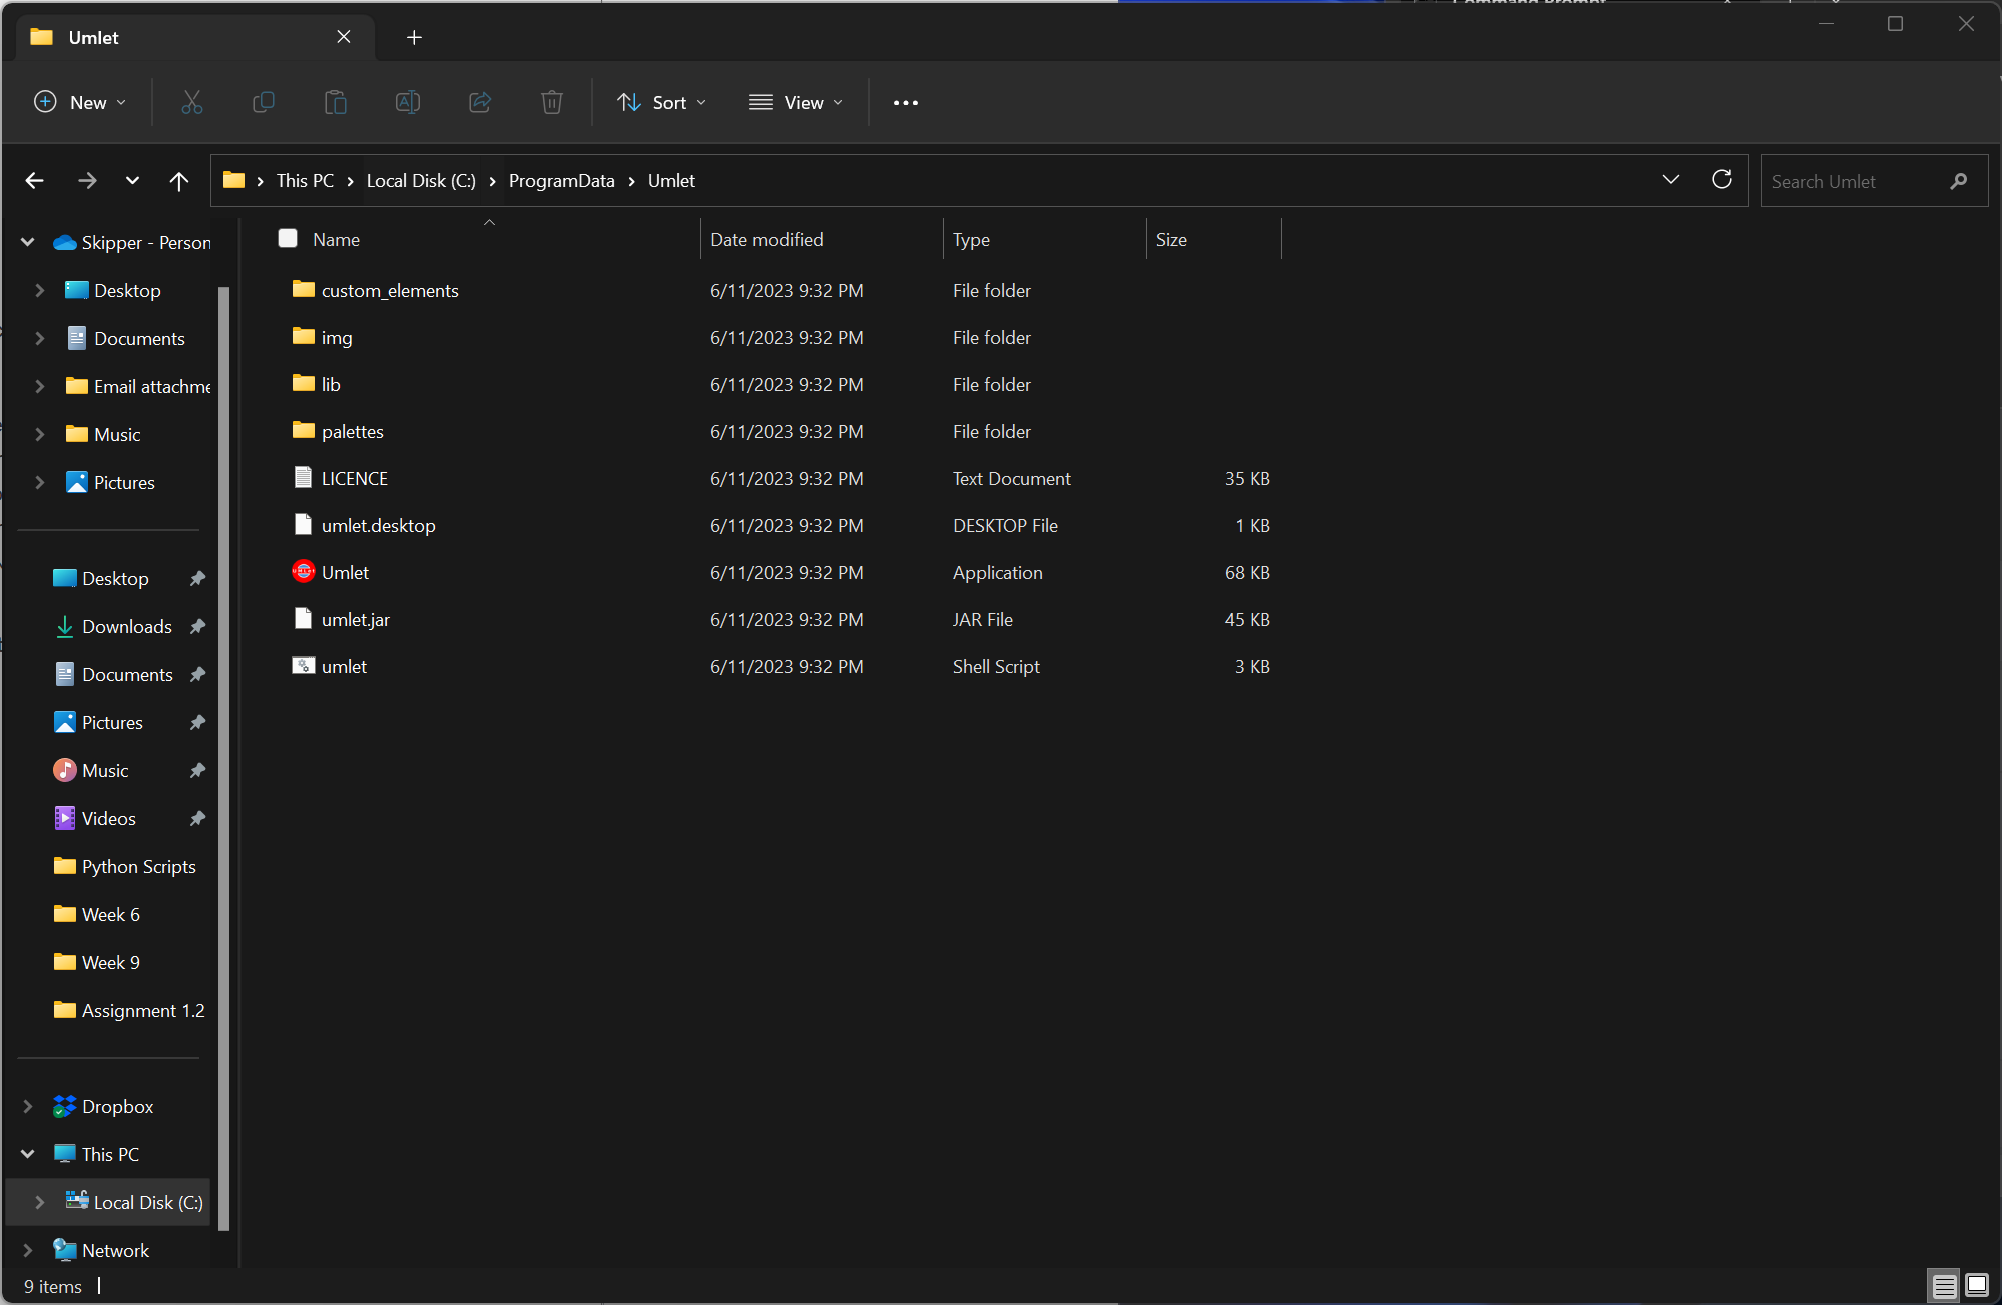 Umlet
New
Sort
View
This PC
Local Disk (C:)
ProgramData
Umlet
Search Umlet
Skipper - Person
Desktop
Documents
Email attachme
Music
Pictures
Desktop
Downloads
Documents
Pictures
Music
Videos
Python Scripts
Week 6
Week 9
Assignment 1.2
Dropbox
This PC
Local Disk (C:)
Network
Name Date modified Type Size
custom_elements 6/11/2023 9:32 PM File folder
img 6/11/2023 9:32 PM File folder
lib 6/11/2023 9:32 PM File folder
palettes 6/11/2023 9:32 PM File folder
LICENCE 6/11/2023 9:32 PM Text Document 35 KB
umlet.desktop 6/11/2023 9:32 PM DESKTOP File 1 KB
Umlet 6/11/2023 9:32 PM Application 68 KB
umlet.jar 6/11/2023 9:32 PM JAR File 45 KB
umlet 6/11/2023 9:32 PM Shell Script 3 KB
9 items